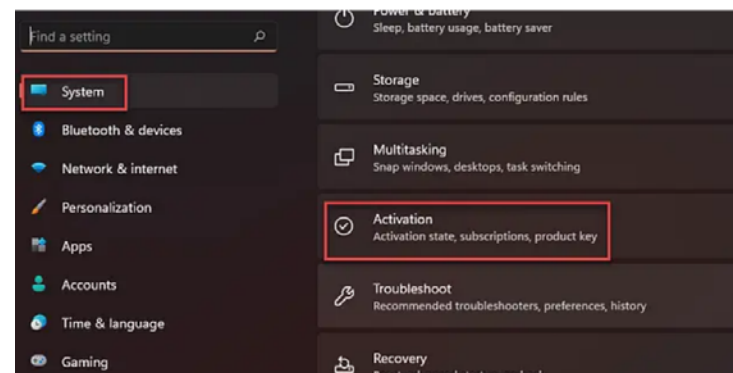 Find a setting
System
Bluetooth & devices
Network & internet
Personalization
Apps
Accounts
Time & language
Gaming
Power & battery
Sleep, battery usage, battery saver
Storage
Storage space, drives, configuration rules
Multitasking
Snap windows, desktops, task switching
Activation
Activation state, subscriptions, product key
Troubleshoot
Recommended troubleshooters, preferences, history
Recovery